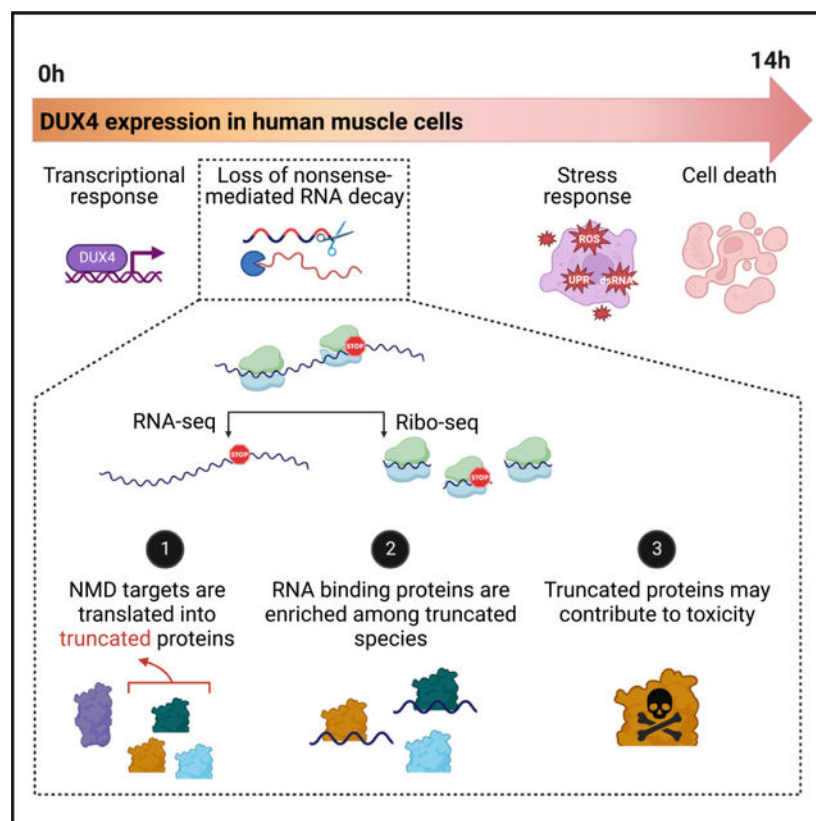 0h
14h
DUX4 expression in human muscle cells
Transcriptional
response
Loss of nonsense-
mediated RNA decay
Stress
response
Cell death
DUX4
ROS
UPR
dsRNA
STOP
RNA-seq
Ribo-seq
STOP
STOP
1
2
3
NMD targets are
translated into
truncated proteins
RNA binding proteins are
enriched among truncated
species
Truncated proteins may
contribute to toxicity